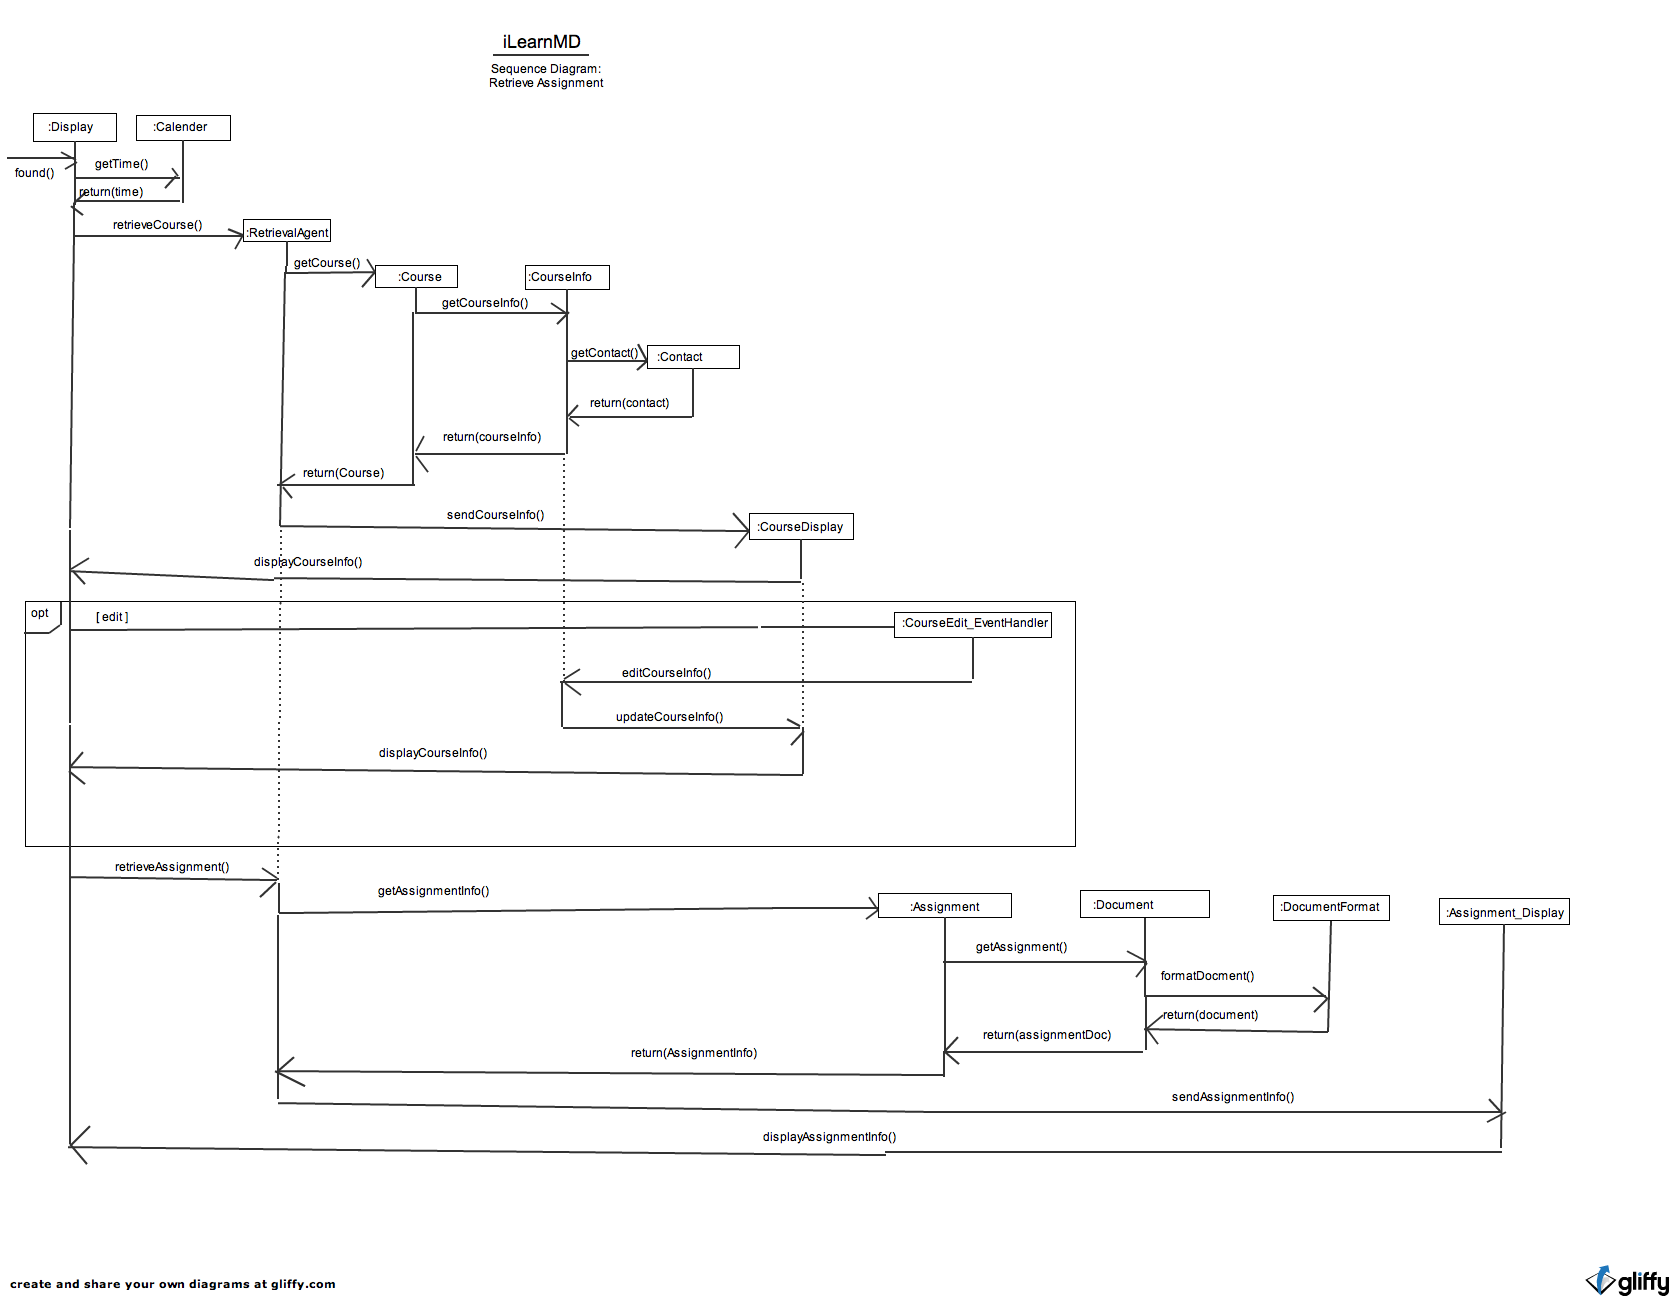 iLearnMD
Sequence Diagram:
Retrieve Assignment
:Display
:Calender
found()
getTime()
return(time)
retrieveCourse()
:RetrievalAgent
getCourse()
:Course
:CourseInfo
getCourseInfo()
getContact()
:Contact
return(contact)
return(courseInfo)
return(Course)
sendCourseInfo()
:CourseDisplay
displayCourseInfo()
opt
[ edit ]
:CourseEdit_EventHandler
editCourseInfo()
updateCourseInfo()
displayCourseInfo()
retrieveAssignment()
getAssignmentInfo()
:Assignment
:Document
:DocumentFormat
:Assignment_Display
getAssignment()
formatDocment()
return(document)
return(assignmentDoc)
return(AssignmentInfo)
sendAssignmentInfo()
displayAssignmentInfo()
create and share your own diagrams at gliffy.com
gliffy